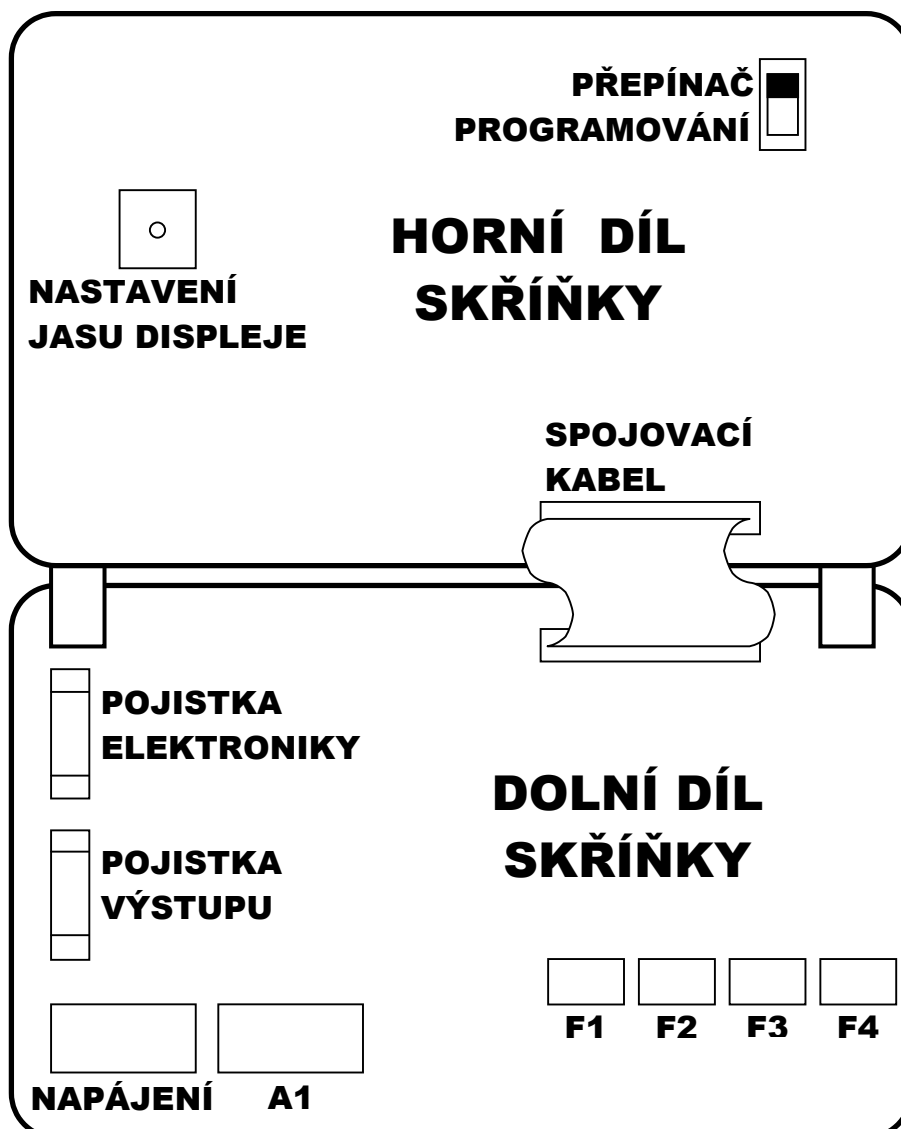 PŘEPÍNAČ
PROGRAMOVÁNÍ
HORNÍ DÍL
SKŘÍŇKY
NASTAVENÍ
JASU DISPLEJE
SPOJOVACÍ
KABEL
POJISTKA
ELEKTRONIKY
DOLNÍ DÍL
SKŘÍŇKY
POJISTKA
VÝSTUPU
F1 F2 F3 F4
NAPÁJENÍ A1